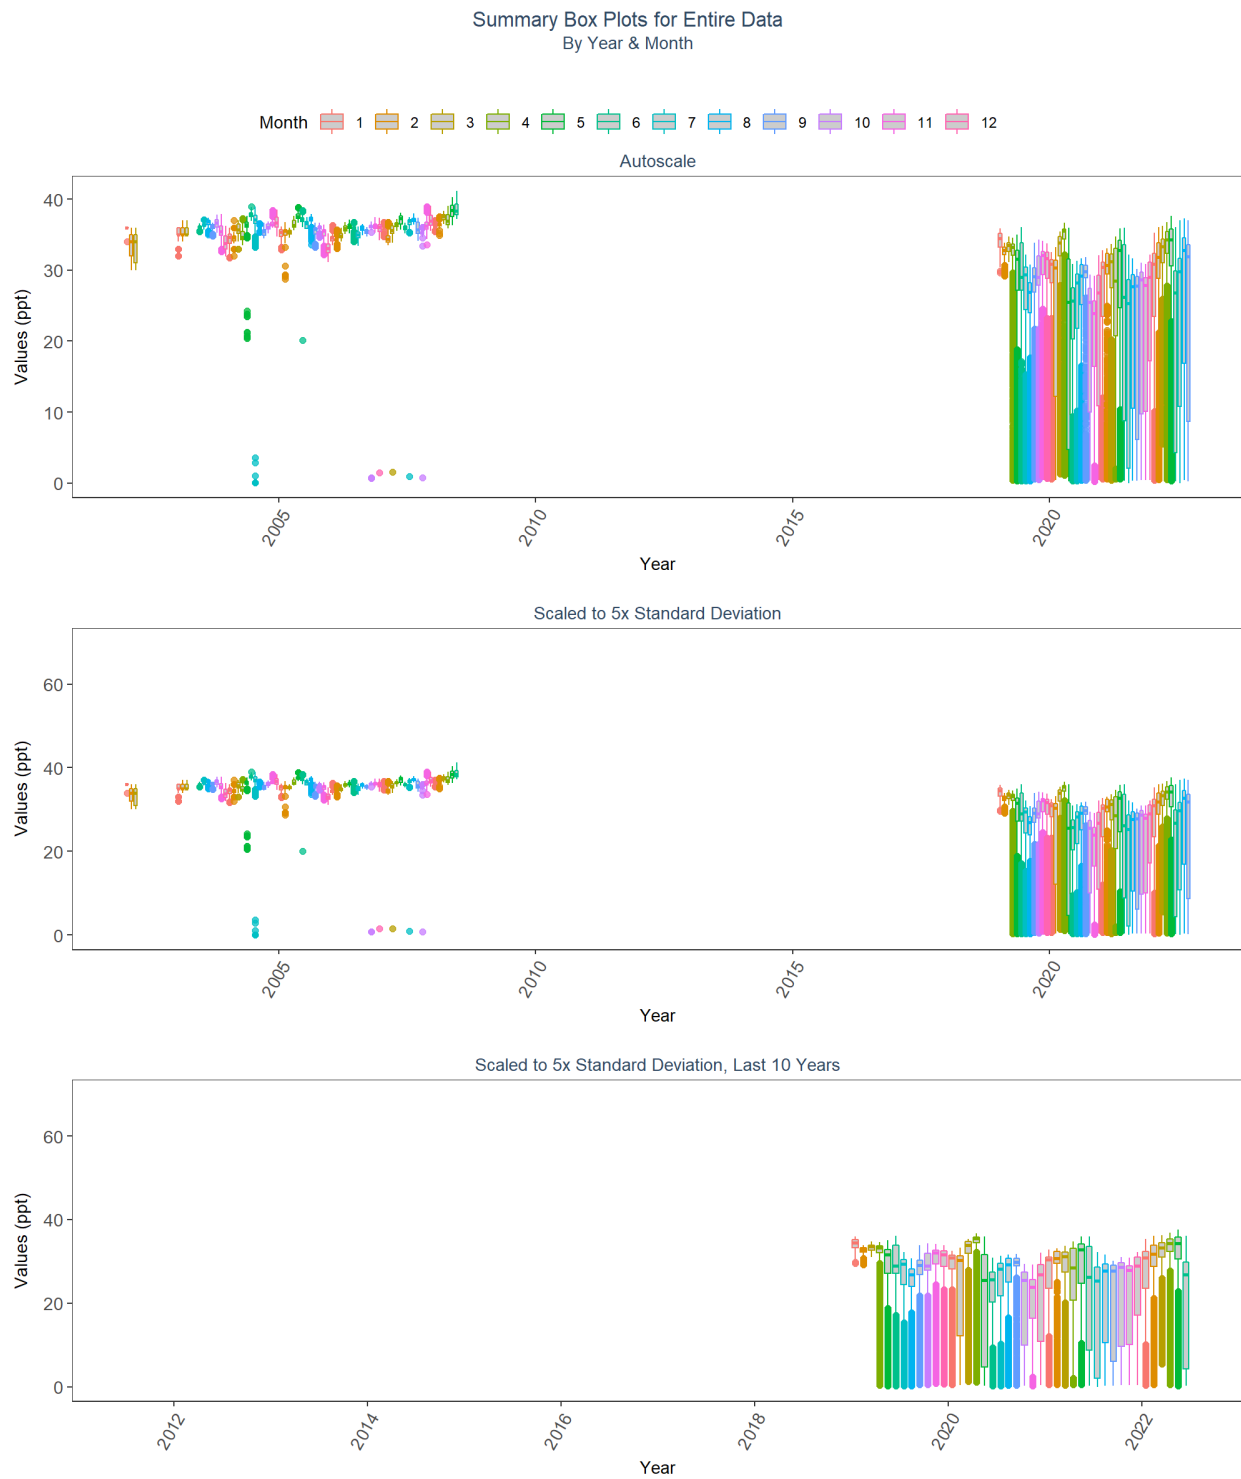 Summary Box Plots for Entire Data
By Year & Month
Month 1 2 3 4 5 6 7 8 9 10 11 12
Autoscale
Values (ppt)
40
30
20
10
0
2005 2010 2015 2020
Year
Scaled to 5x Standard Deviation
Values (ppt)
60
40
20
0
2005 2010 2015 2020
Year
Scaled to 5x Standard Deviation, Last 10 Years
Values (ppt)
60
40
20
0
2012 2014 2016 2018 2020 2022
Year